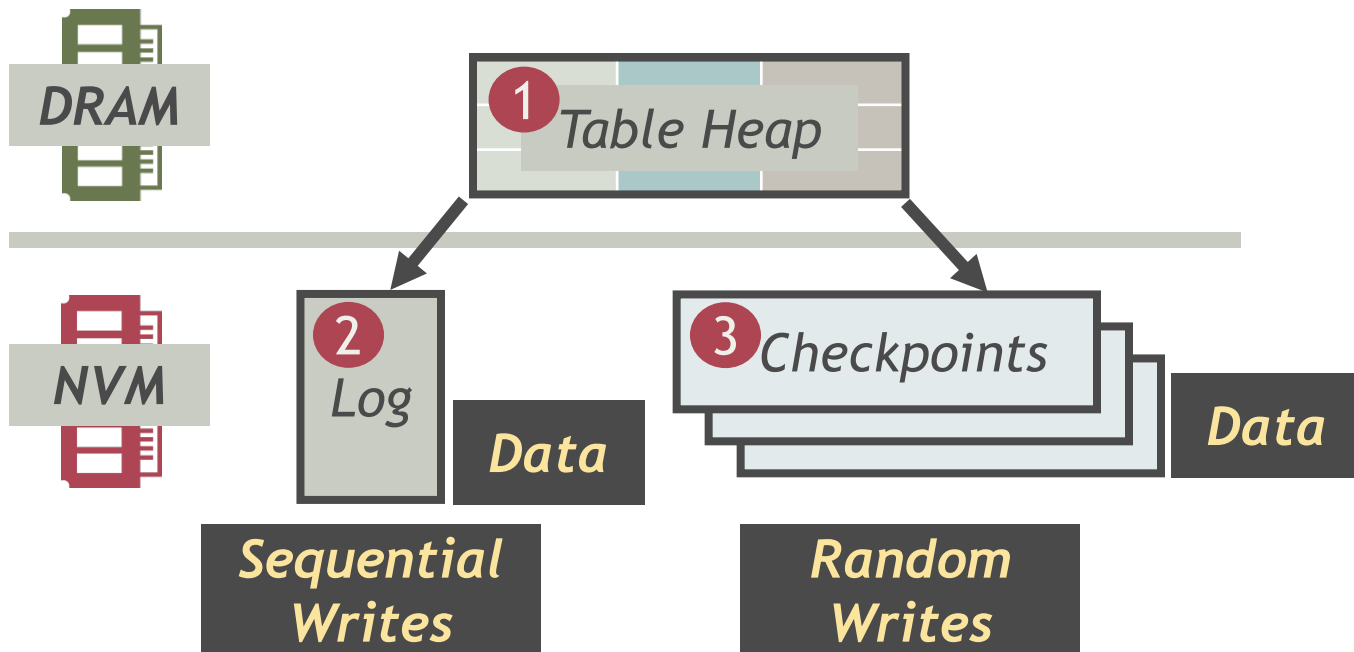 DRAM
1
Table Heap
NVM
2
Log
Data
3
Checkpoints
Data
Sequential
Writes
Random
Writes